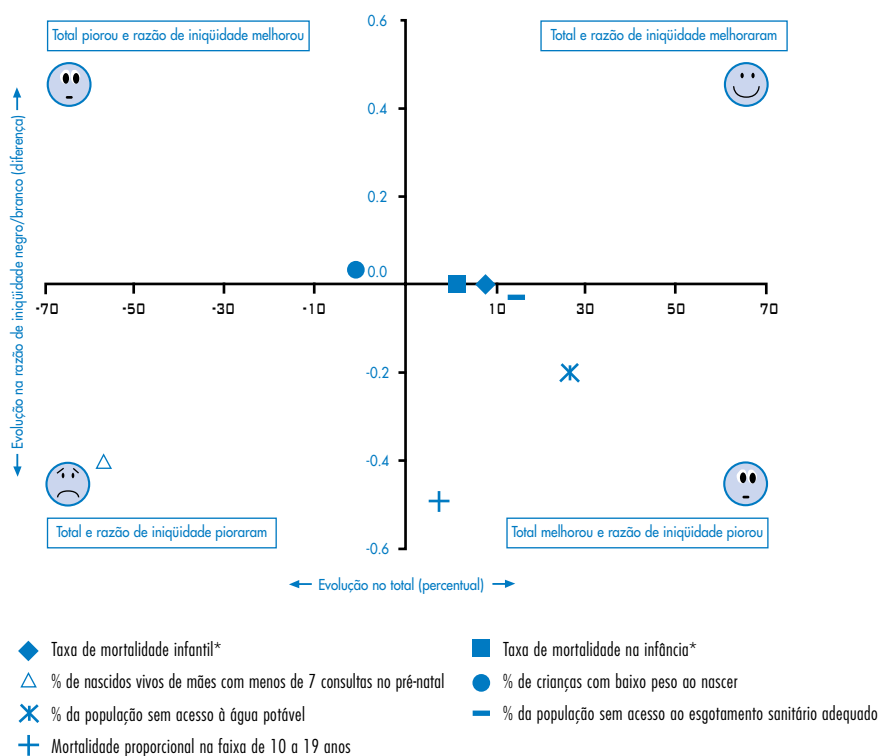 0.6
Total piorou e razão de iniqüidade melhorou
Total e razão de iniqüidade melhoraram
0.4
0.2
0.0
-70 -50 -30 -10 10 30 50 70
-0.2
-0.4
-0.6
Evolução na razão de iniqüidade negro/branco (diferença)
Total e razão de iniqüidade pioraram
Total melhorou e razão de iniqüidade piorou
Evolução no total (percentual)
Taxa de mortalidade infantil*
Taxa de mortalidade na infância*
% de nascidos vivos de mães com menos de 7 consultas no pré-natal
% de crianças com baixo peso ao nascer
% da população sem acesso à água potável
% da população sem acesso ao esgotamento sanitário adequado
Mortalidade proporcional na faixa de 10 a 19 anos